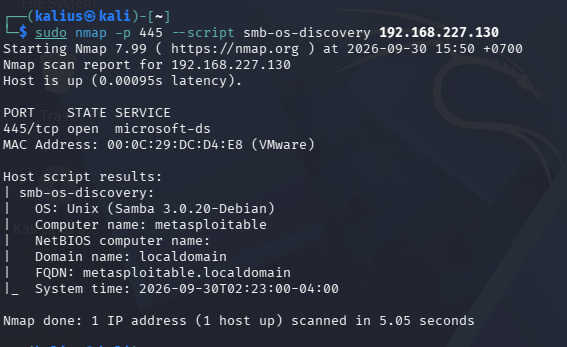 ┌──(kalius㉿kali)-[~]
└─$ sudo nmap -p 445 --script smb-os-discovery 192.168.227.130
Starting Nmap 7.99 ( https://nmap.org ) at 2026-09-30 15:50 +0700
Nmap scan report for 192.168.227.130
Host is up (0.00095s latency).

PORT    STATE SERVICE
445/tcp open  microsoft-ds
MAC Address: 00:0C:29:DC:D4:E8 (VMware)

Host script results:
| smb-os-discovery:
|   OS: Unix (Samba 3.0.20-Debian)
|   Computer name: metasploitable
|   NetBIOS computer name:
|   Domain name: localdomain
|   FQDN: metasploitable.localdomain
|_  System time: 2026-09-30T02:23:00-04:00

Nmap done: 1 IP address (1 host up) scanned in 5.05 seconds